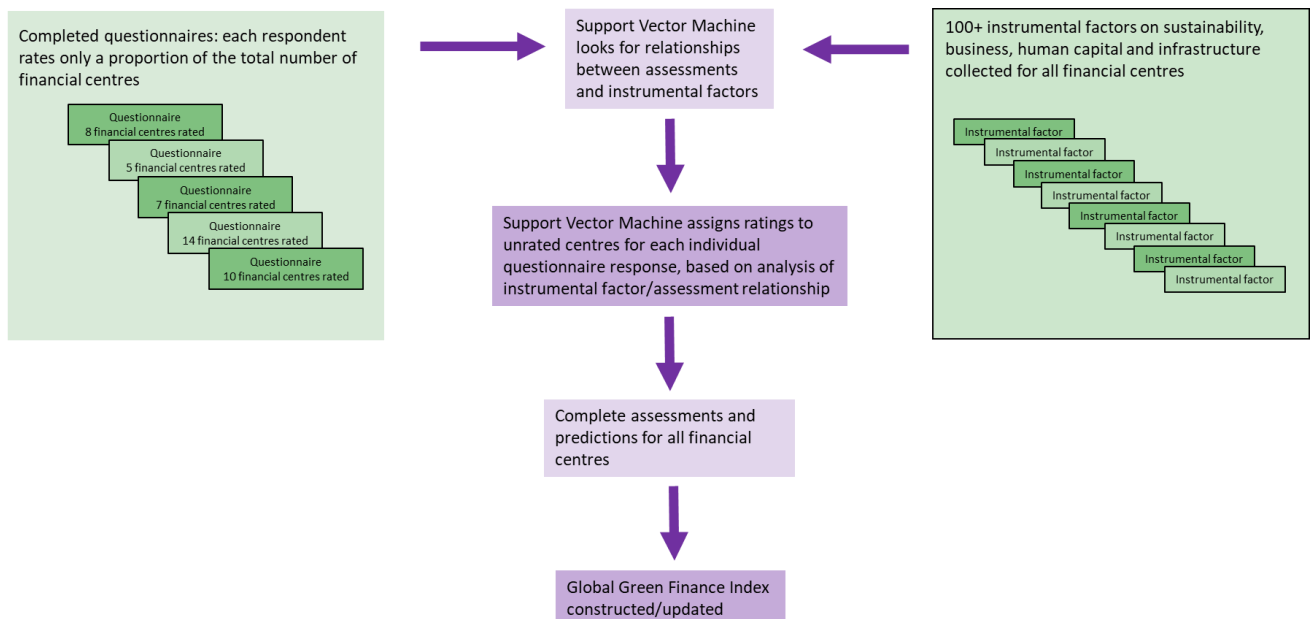 Completed questionnaires: each respondent
rates only a proportion of the total number of
financial centres
Questionnaire
8 financial centres rated
Questionnaire
5 financial centres rated
Questionnaire
7 financial centres rated
Questionnaire
14 financial centres rated
Questionnaire
10 financial centres rated
Support Vector Machine
looks for relationships
between assessments
and instrumental factors
100+ instrumental factors on sustainability,
business, human capital and infrastructure
collected for all financial centres
Instrumental factor
Instrumental factor
Instrumental factor
Instrumental factor
Instrumental factor
Instrumental factor
Instrumental factor
Instrumental factor
Support Vector Machine assigns ratings to
unrated centres for each individual
questionnaire response, based on analysis of
instrumental factor/assessment relationship
Complete assessments and
predictions for all financial
centres
Global Green Finance Index
constructed/updated